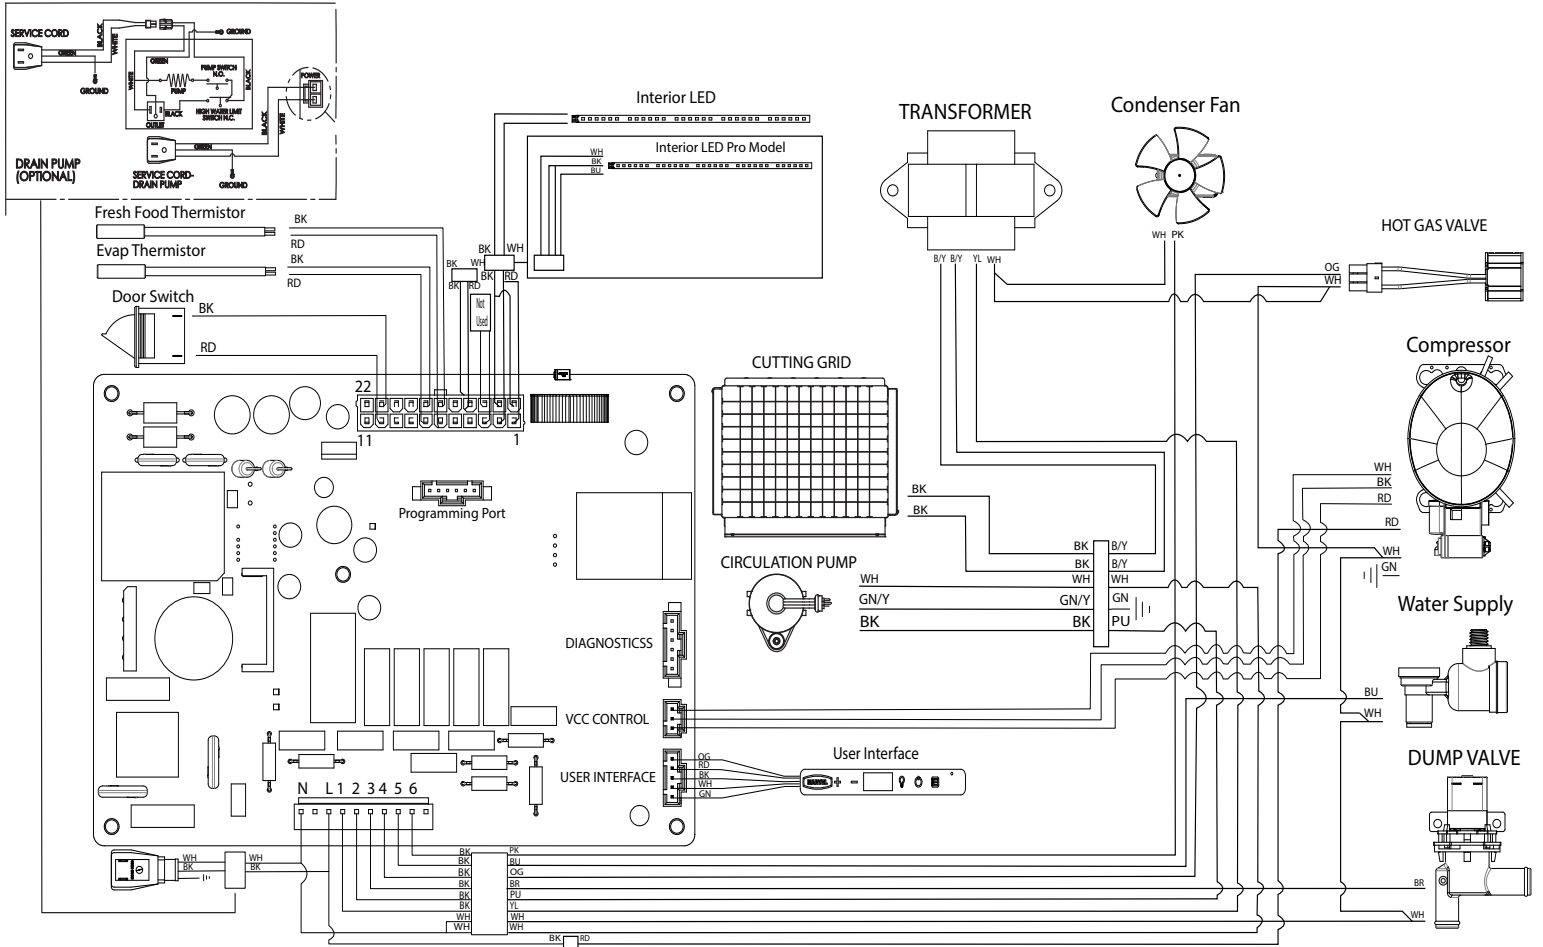 SERVICE CORD
BLACK
WHITE
GREEN
GROUND
GROUND
GREEN
PUMP SWITCH
N.O.
WHITE
BLACK
PUMP
HIGH WATER LIMIT
SWITCH N.C.
BLACK
OUTLET
POWER
BLACK
WHITE
GREEN
DRAIN PUMP
(OPTIONAL)
SERVICE CORD-
DRAIN PUMP
GROUND
Fresh Food Thermistor
BK
RD
Evap Thermistor
BK
RD
Door Switch
BK
RD
Interior LED
Interior LED Pro Model
WH
BK
BU
BK WH
BK WH
BK RD
BK RD
Not
Used
TRANSFORMER
B/Y B/Y YL WH
Condenser Fan
WH PK
HOT GAS VALVE
OG
WH
Compressor
WH
BK
RD
RD
WH
GN
CUTTING GRID
BK
BK
CIRCULATION PUMP
WH
GN/Y
BK
BK B/Y
BK B/Y
WH WH
GN/Y GN
BK PU
Water Supply
BU
WH
DUMP VALVE
BR
WH
22
11 1
Programming Port
DIAGNOSTICSS
VCC CONTROL
USER INTERFACE
OG
RD
BK
WH
GN
User Interface
MARVEL + -
N L 1 2 3 4 5 6
WH WH
BK BK
BK PK
BK BU
BK OG
BK BR
BK PU
BK YL
WH WH
WH WH
BK RD